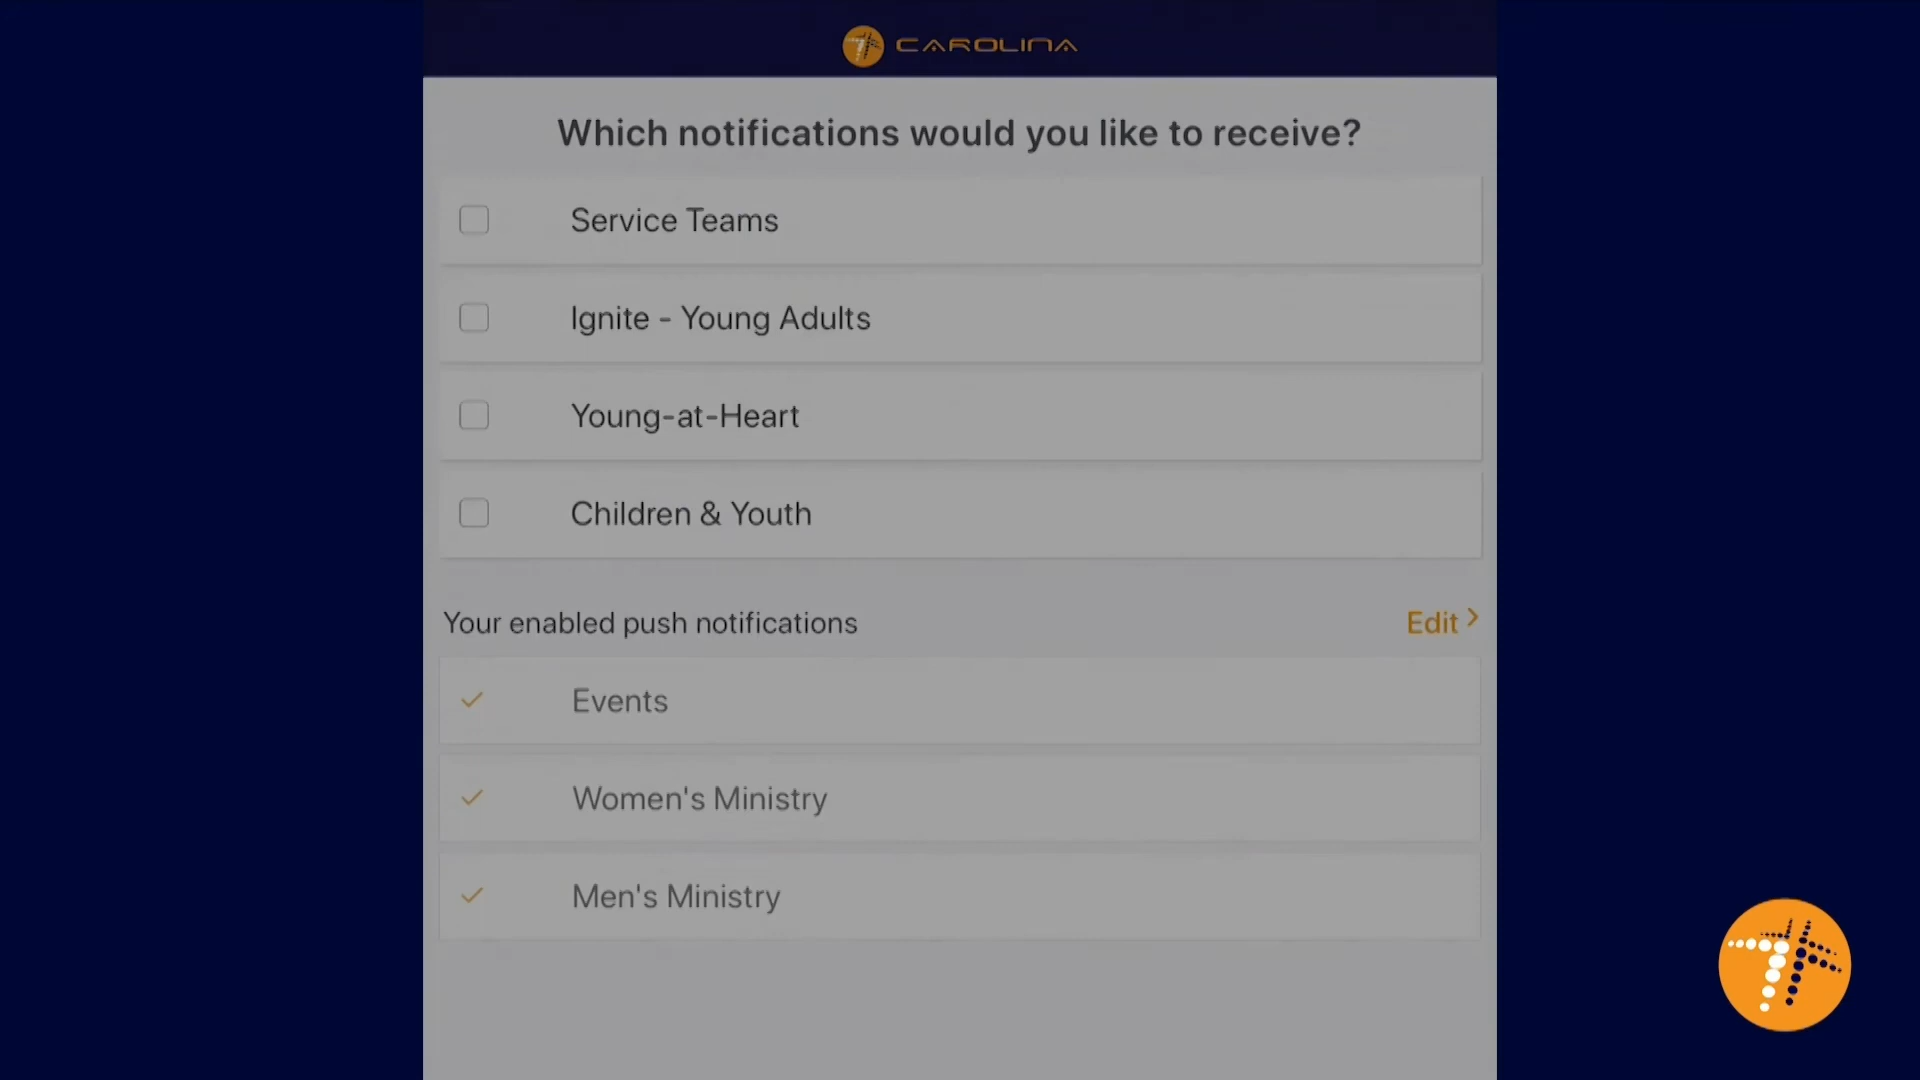 CAROLINA
Which notifications would you like to receive?
Service Teams
Ignite - Young Adults
Young-at-Heart
Children & Youth
Your enabled push notifications
Edit
Events
Women's Ministry
Men's Ministry